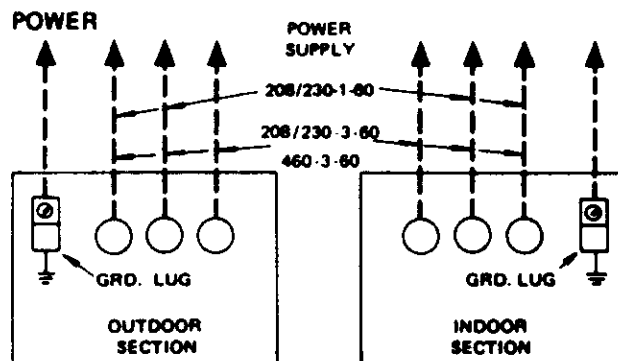 POWER
POWER
SUPPLY
208/230-1-60
208/230-3-60
460-3-60
GRD. LUG
GRD. LUG
OUTDOOR
SECTION
INDOOR
SECTION